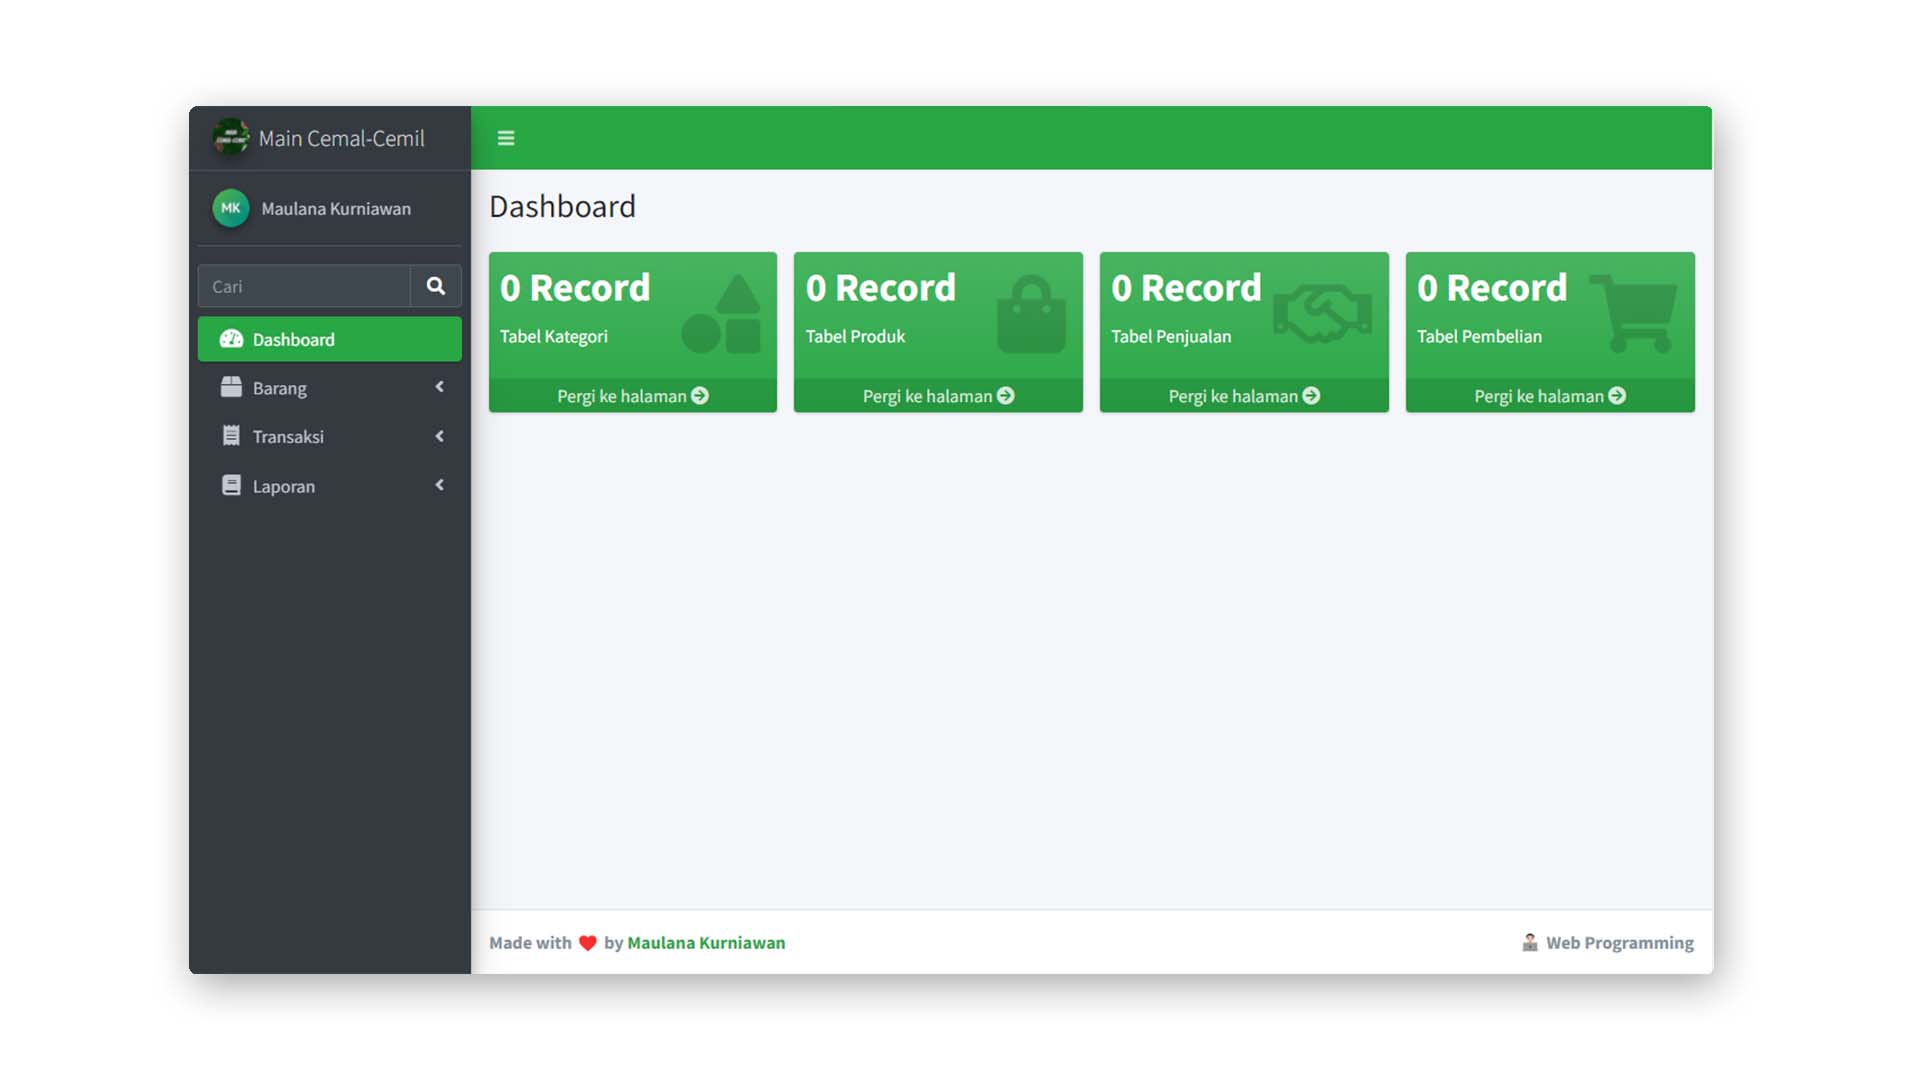 Main Cemal-Cemil
MK Maulana Kurniawan
Cari
Dashboard
Barang
Transaksi
Laporan
Dashboard
0 Record
Tabel Kategori
Pergi ke halaman
0 Record
Tabel Produk
Pergi ke halaman
0 Record
Tabel Penjualan
Pergi ke halaman
0 Record
Tabel Pembelian
Pergi ke halaman
Made with ❤️ by Maulana Kurniawan
Web Programming